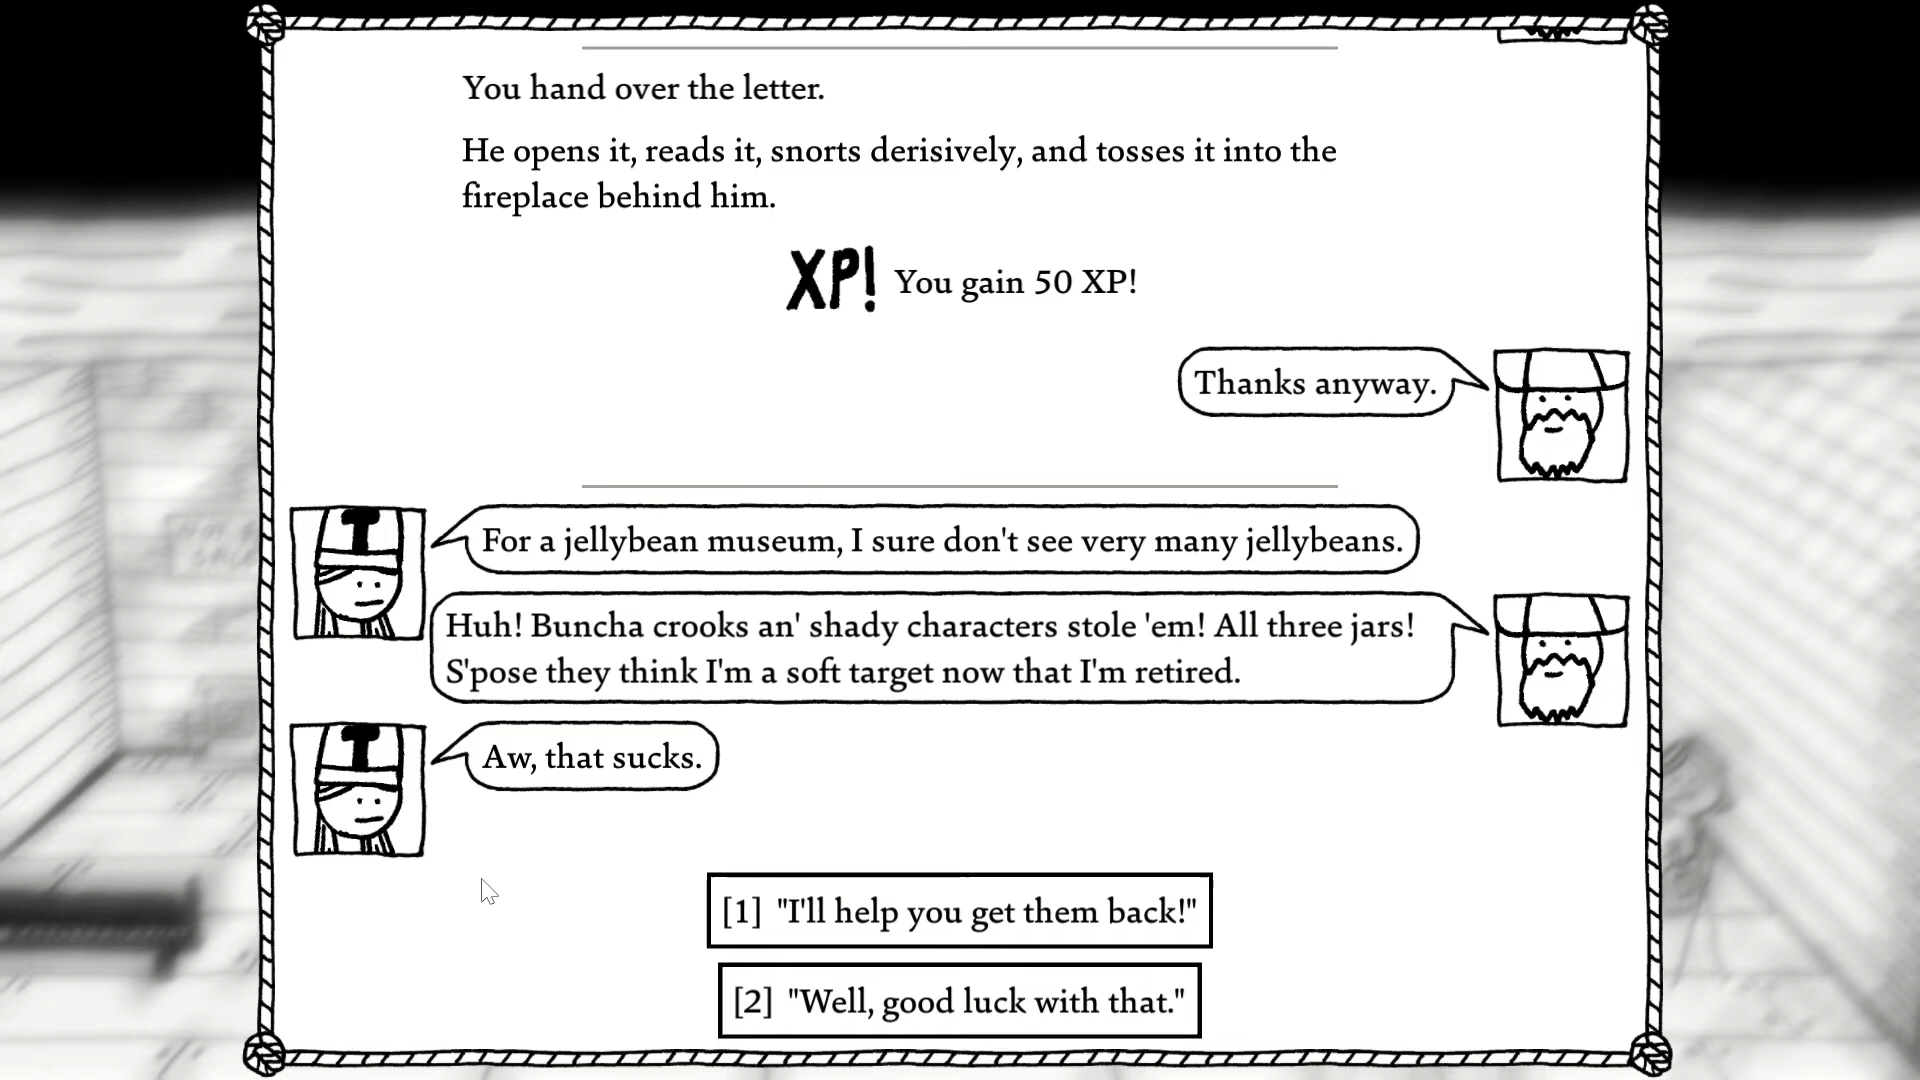 You hand over the letter.
He opens it, reads it, snorts derisively, and tosses it into the
fireplace behind him.
XP! You gain 50 XP!
Thanks anyway.
T
For a jellybean museum, I sure don't see very many jellybeans.
Huh! Buncha crooks an' shady characters stole 'em! All three jars!
S'pose they think I'm a soft target now that I'm retired.
T
Aw, that sucks.
[1] "I'll help you get them back!"
[2] "Well, good luck with that."